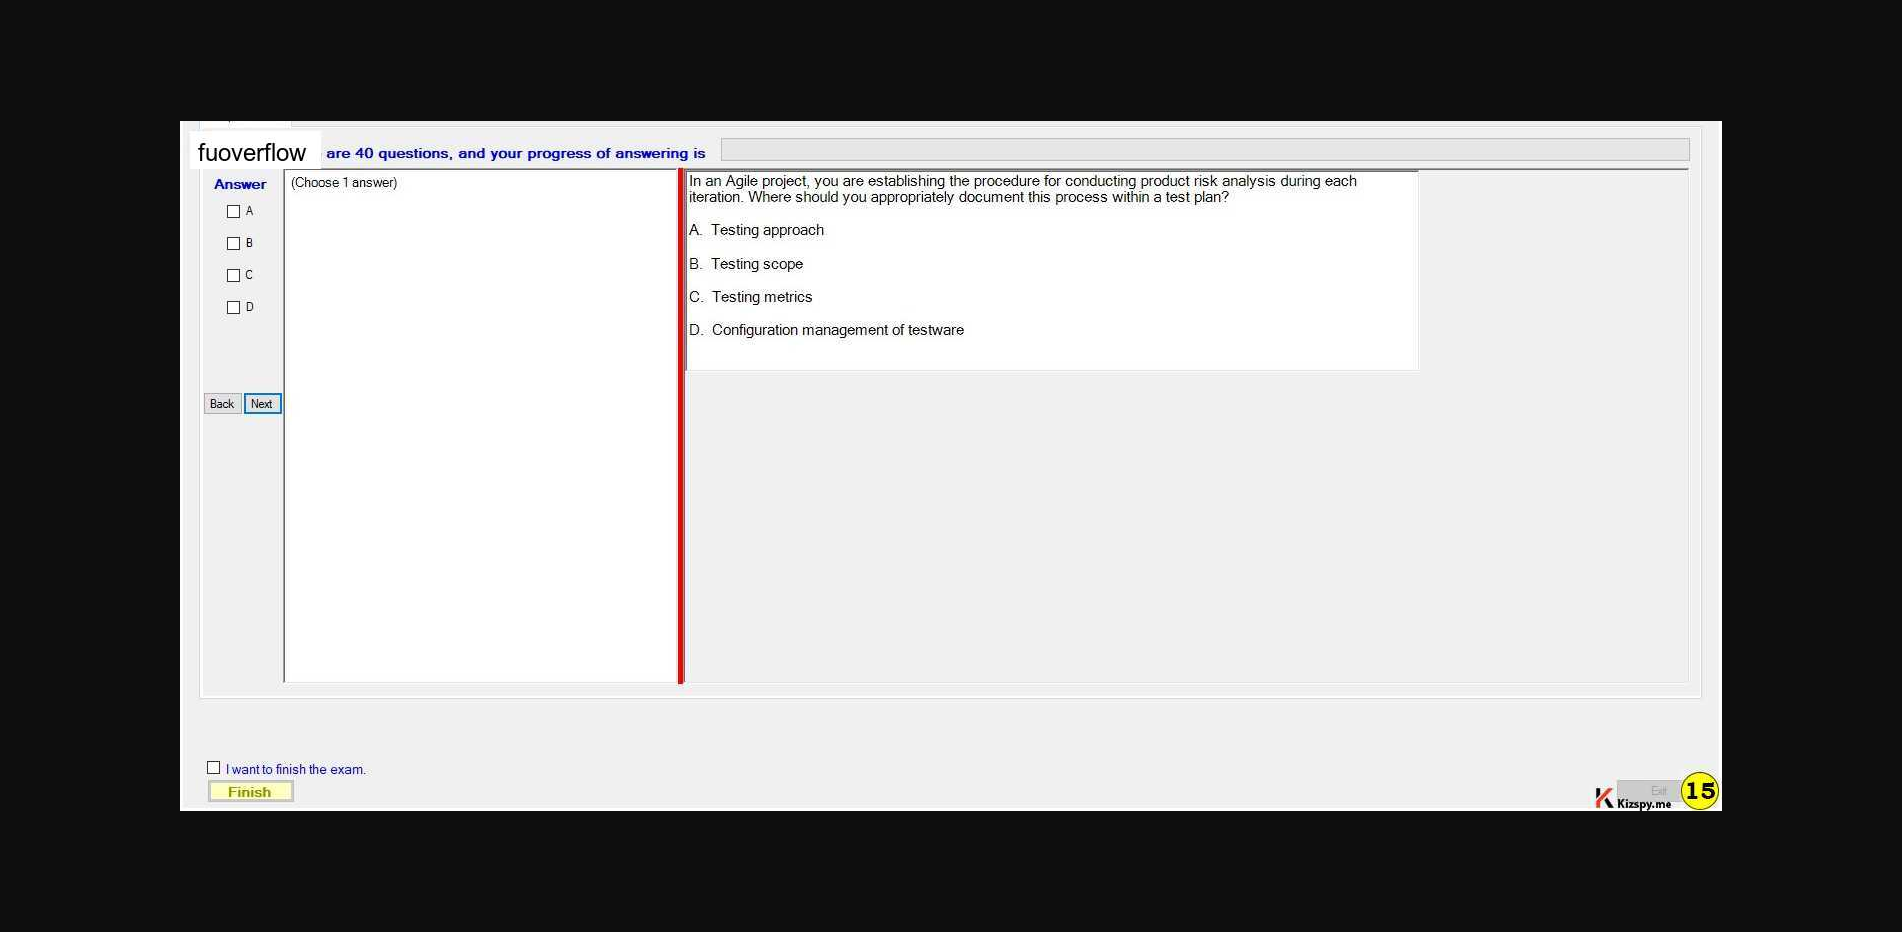 fuoverflow are 40 questions, and your progress of answering is
Answer
A
B
C
D
Back Next
(Choose 1 answer)
In an Agile project, you are establishing the procedure for conducting product risk analysis during each
iteration. Where should you appropriately document this process within a test plan?
A. Testing approach
B. Testing scope
C. Testing metrics
D. Configuration management of testware
I want to finish the exam.
Finish
Exit
Kizspy.me
15